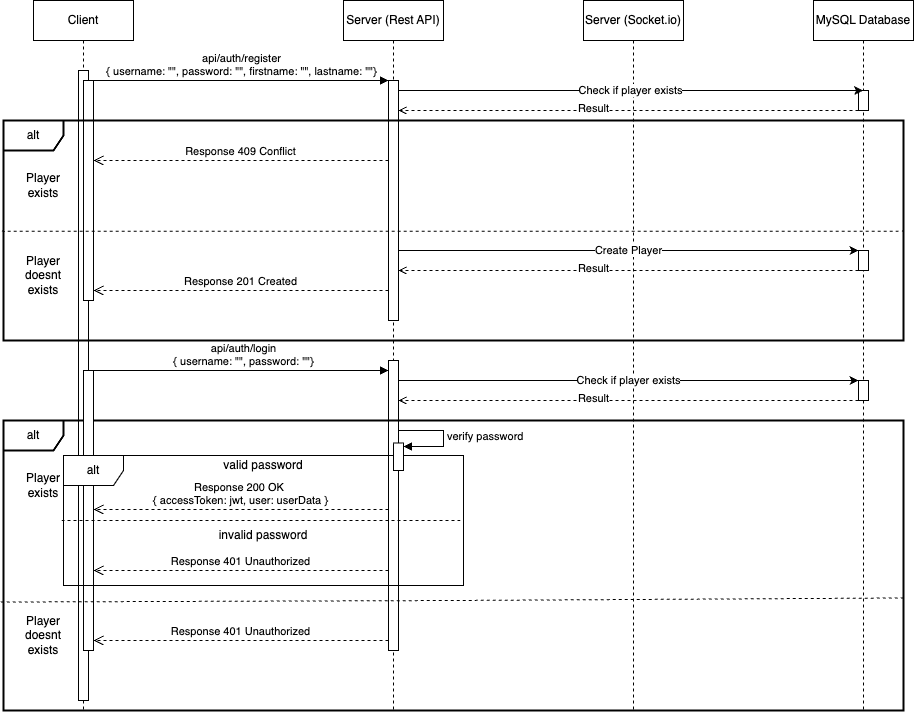 Client
Server (Rest API)
Server (Socket.io)
MySQL Database
api/auth/register
{ username: "", password: "", firstname: "", lastname: ""}
Check if player exists
Result
alt
Response 409 Conflict
Player
exists
Create Player
Player
doesnt
exists
Result
Response 201 Created
api/auth/login
{ username: "", password: ""}
Check if player exists
Result
alt
verify password
alt
valid password
Player
exists
Response 200 OK
{ accessToken: jwt, user: userData }
invalid password
Response 401 Unauthorized
Player
doesnt
exists
Response 401 Unauthorized